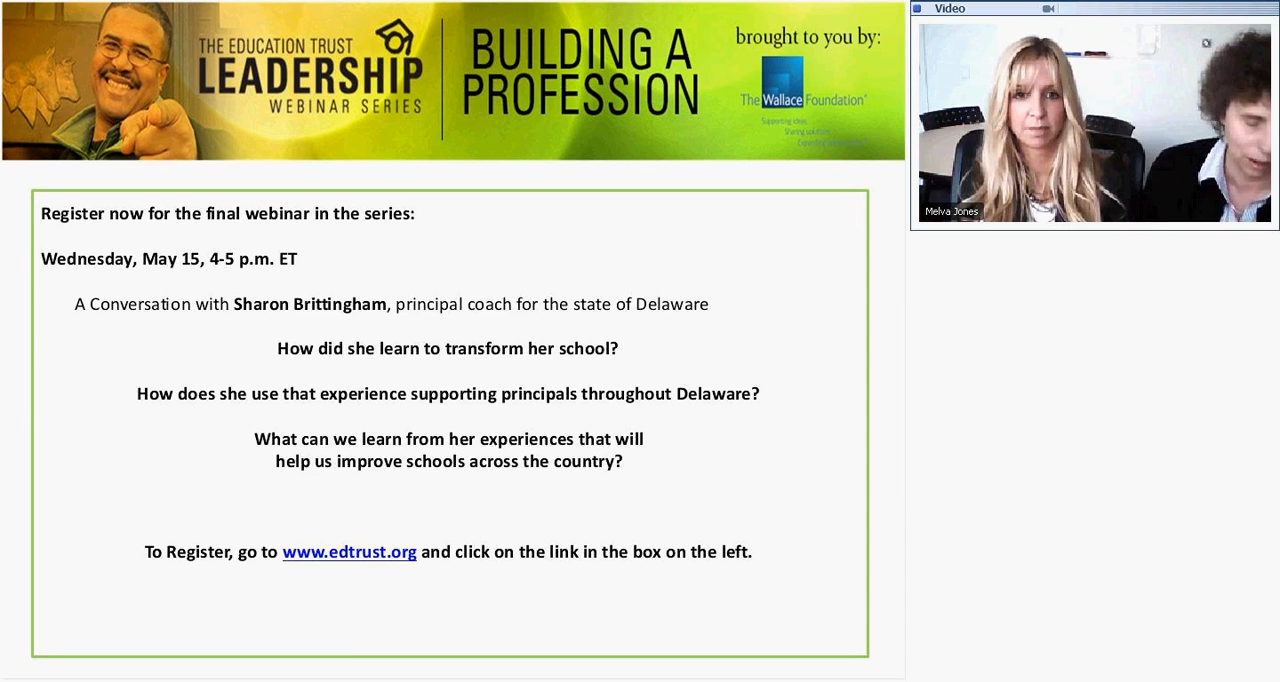 THE EDUCATION TRUST
LEADERSHIP
WEBINAR SERIES
BUILDING A
PROFESSION
brought to you by:
The Wallace Foundation®
Supporting ideas.
Sharing solutions.
Video
Melva Jones
Register now for the final webinar in the series:
Wednesday, May 15, 4-5 p.m. ET
A Conversation with Sharon Brittingham, principal coach for the state of Delaware
How did she learn to transform her school?
How does she use that experience supporting principals throughout Delaware?
What can we learn from her experiences that will
help us improve schools across the country?
To Register, go to www.edtrust.org and click on the link in the box on the left.